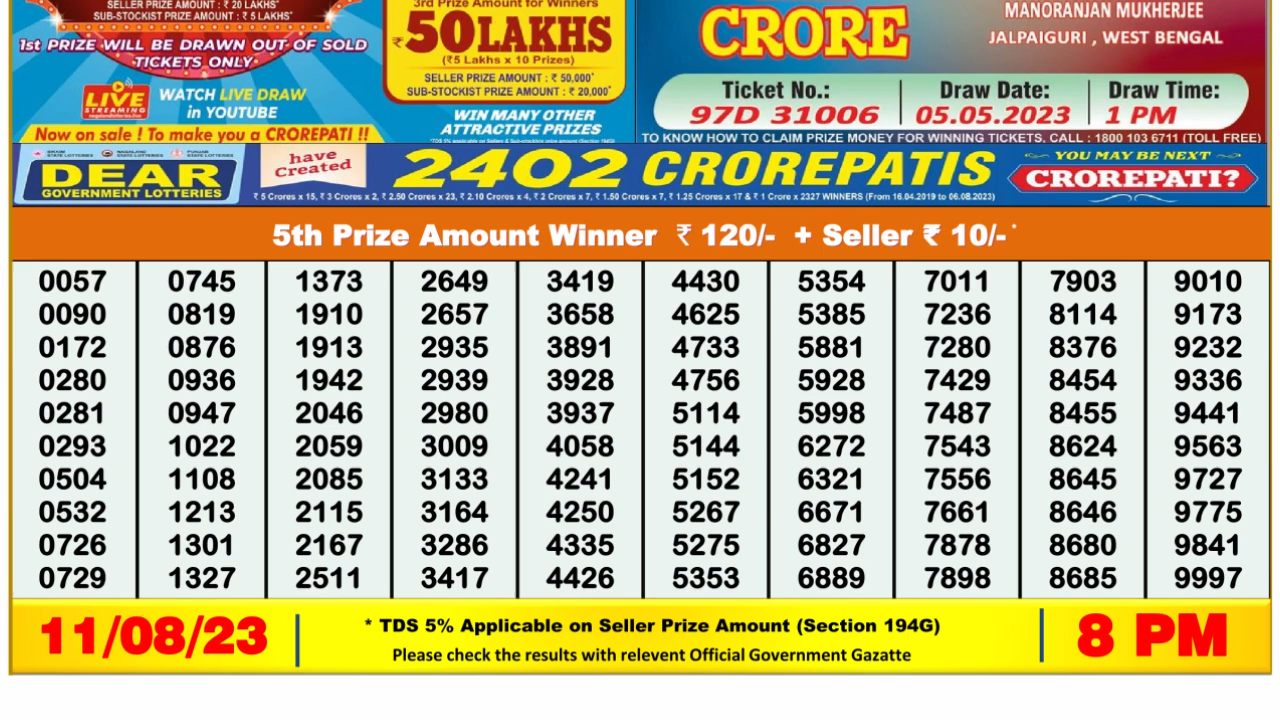 SELLER PRIZE AMOUNT : ₹ 20 LAKHS*
SUB-STOCKIST PRIZE AMOUNT : ₹ 5 LAKHS*
1st PRIZE WILL BE DRAWN OUT OF SOLD
TICKETS ONLY
LIVE
STREAMING
WATCH LIVE DRAW
in YOUTUBE
Now on sale ! To make you a CROREPATI !!
3rd Prize Amount for Winners
₹50LAKHS
(₹5 Lakhs x 10 Prizes)
SELLER PRIZE AMOUNT : ₹ 50,000*
SUB-STOCKIST PRIZE AMOUNT : ₹ 20,000*
WIN MANY OTHER
ATTRACTIVE PRIZES
CRORE
MANORANJAN MUKHERJEE
JALPAIGURI , WEST BENGAL
Ticket No.: Draw Date: Draw Time:
97D 31006 05.05.2023 1 PM
TO KNOW HOW TO CLAIM PRIZE MONEY FOR WINNING TICKETS. CALL : 1800 103 6711 (TOLL FREE)
STATE LOTTERIES STATE LOTTERIES STATE LOTTERIES
DEAR
GOVERNMENT LOTTERIES
have
Created
2402 CROREPATIS
₹ 5 Crores x 15, ₹ 3 Crores x 2, ₹ 2.50 Crores x 23, ₹ 2.10 Crores x 4, ₹ 2 Crores x 7, ₹ 1.50 Crores x 7, ₹ 1.25 Crores x 17 & ₹ 1 Crore x 2327 WINNERS (From 16.04.2019 to 06.08.2023)
YOU MAY BE NEXT
CROREPATI?
5th Prize Amount Winner ₹ 120/- + Seller ₹ 10/-*
0057 0745 1373 2649 3419 4430 5354 7011 7903 9010
0090 0819 1910 2657 3658 4625 5385 7236 8114 9173
0172 0876 1913 2935 3891 4733 5881 7280 8376 9232
0280 0936 1942 2939 3928 4756 5928 7429 8454 9336
0281 0947 2046 2980 3937 5114 5998 7487 8455 9441
0293 1022 2059 3009 4058 5144 6272 7543 8624 9563
0504 1108 2085 3133 4241 5152 6321 7556 8645 9727
0532 1213 2115 3164 4250 5267 6671 7661 8646 9775
0726 1301 2167 3286 4335 5275 6827 7878 8680 9841
0729 1327 2511 3417 4426 5353 6889 7898 8685 9997
11/08/23
* TDS 5% Applicable on Seller Prize Amount (Section 194G)
Please check the results with relevent Official Government Gazatte
8 PM